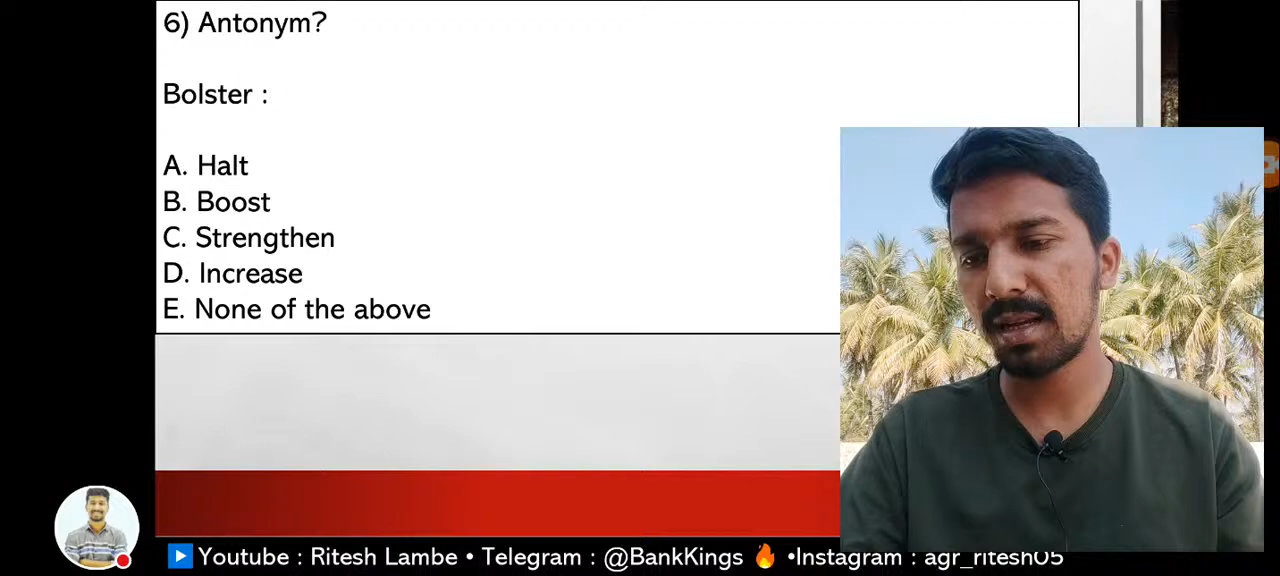 6) Antonym?
Bolster :
A. Halt
B. Boost
C. Strengthen
D. Increase
E. None of the above
▶️ Youtube : Ritesh Lambe • Telegram : @BankKings 🔥 •Instagram : agr_ritesh05